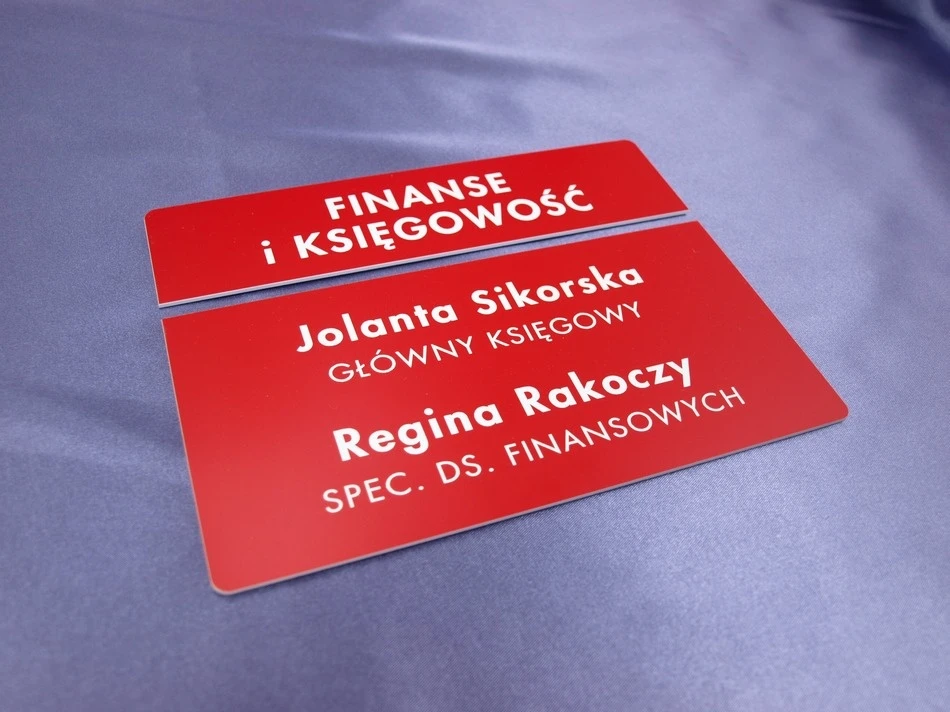 FINANSE
i KSIĘGOWOŚĆ
Jolanta Sikorska
GŁÓWNY KSIĘGOWY
Regina Rakoczy
SPEC. DS. FINANSOWYCH